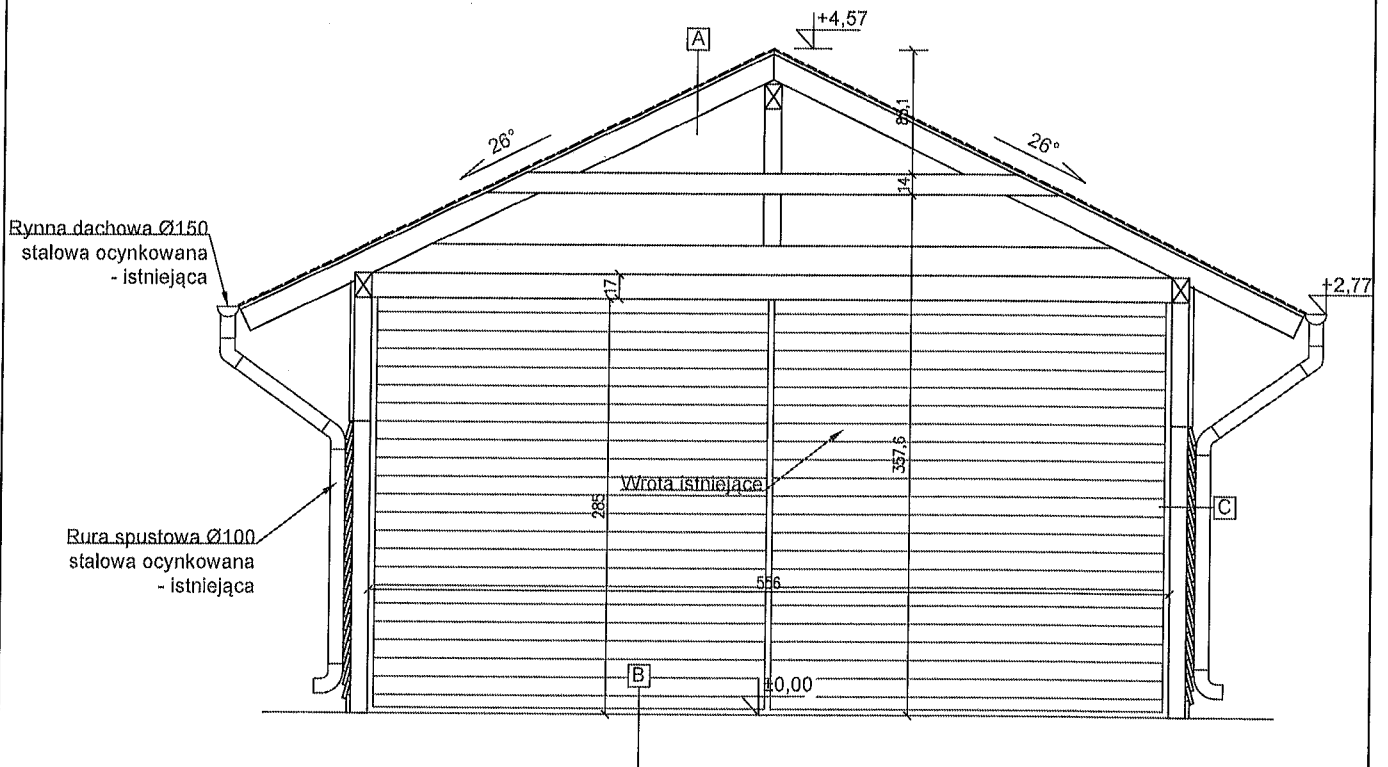 +4,57
A
85,1
26°
26°
14
Rynna dachowa Ø150
stalowa ocynkowana
- istniejąca
17
+2,77
357,6
Wrota istniejące
285
C
Rura spustowa Ø100
stalowa ocynkowana
- istniejąca
556
B
±0,00